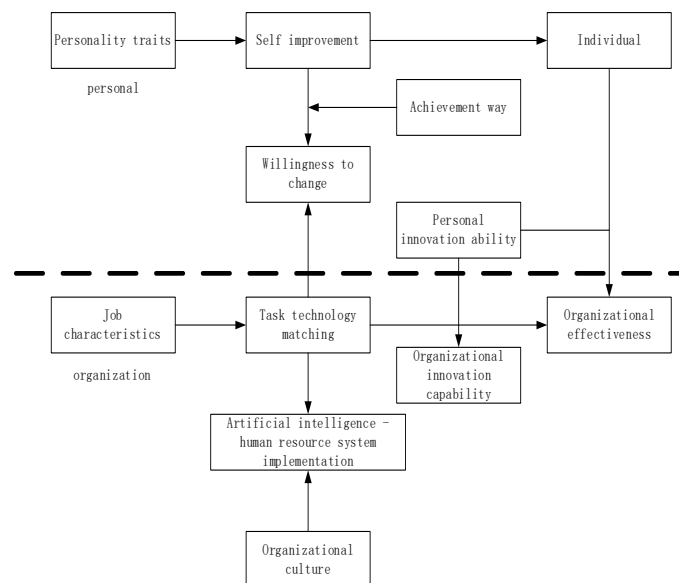 Personality traits
Self improvement
Individual
personal
Achievement way
Willingness to
change
Personal
innovation ability
Job
characteristics
Task technology
matching
Organizational
effectiveness
organization
Organizational
innovation
capability
Artificial intelligence -
human resource system
implementation
Organizational
culture